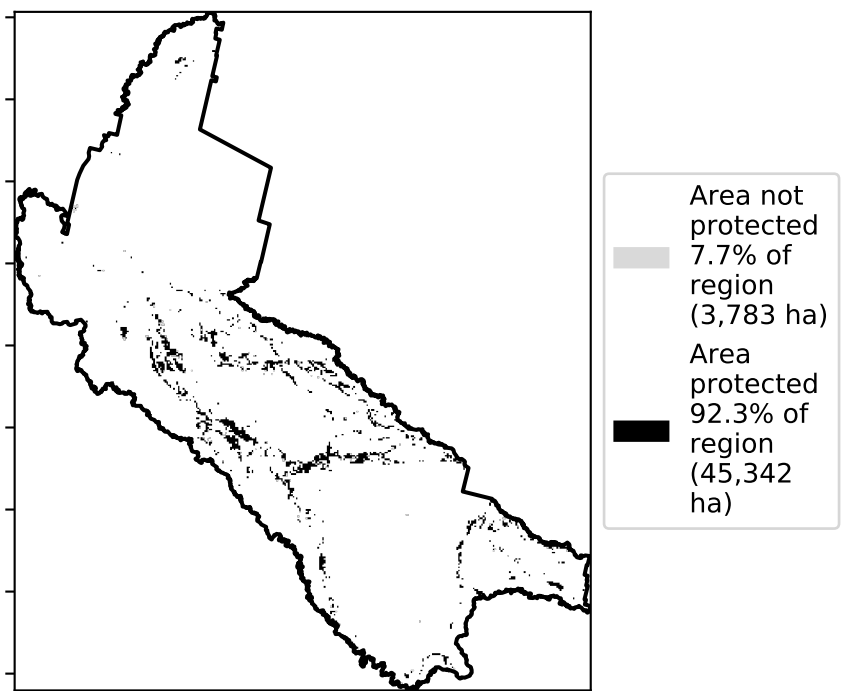 Area not
protected
7.7% of
region
(3,783 ha)
Area
protected
92.3% of
region
(45,342
ha)